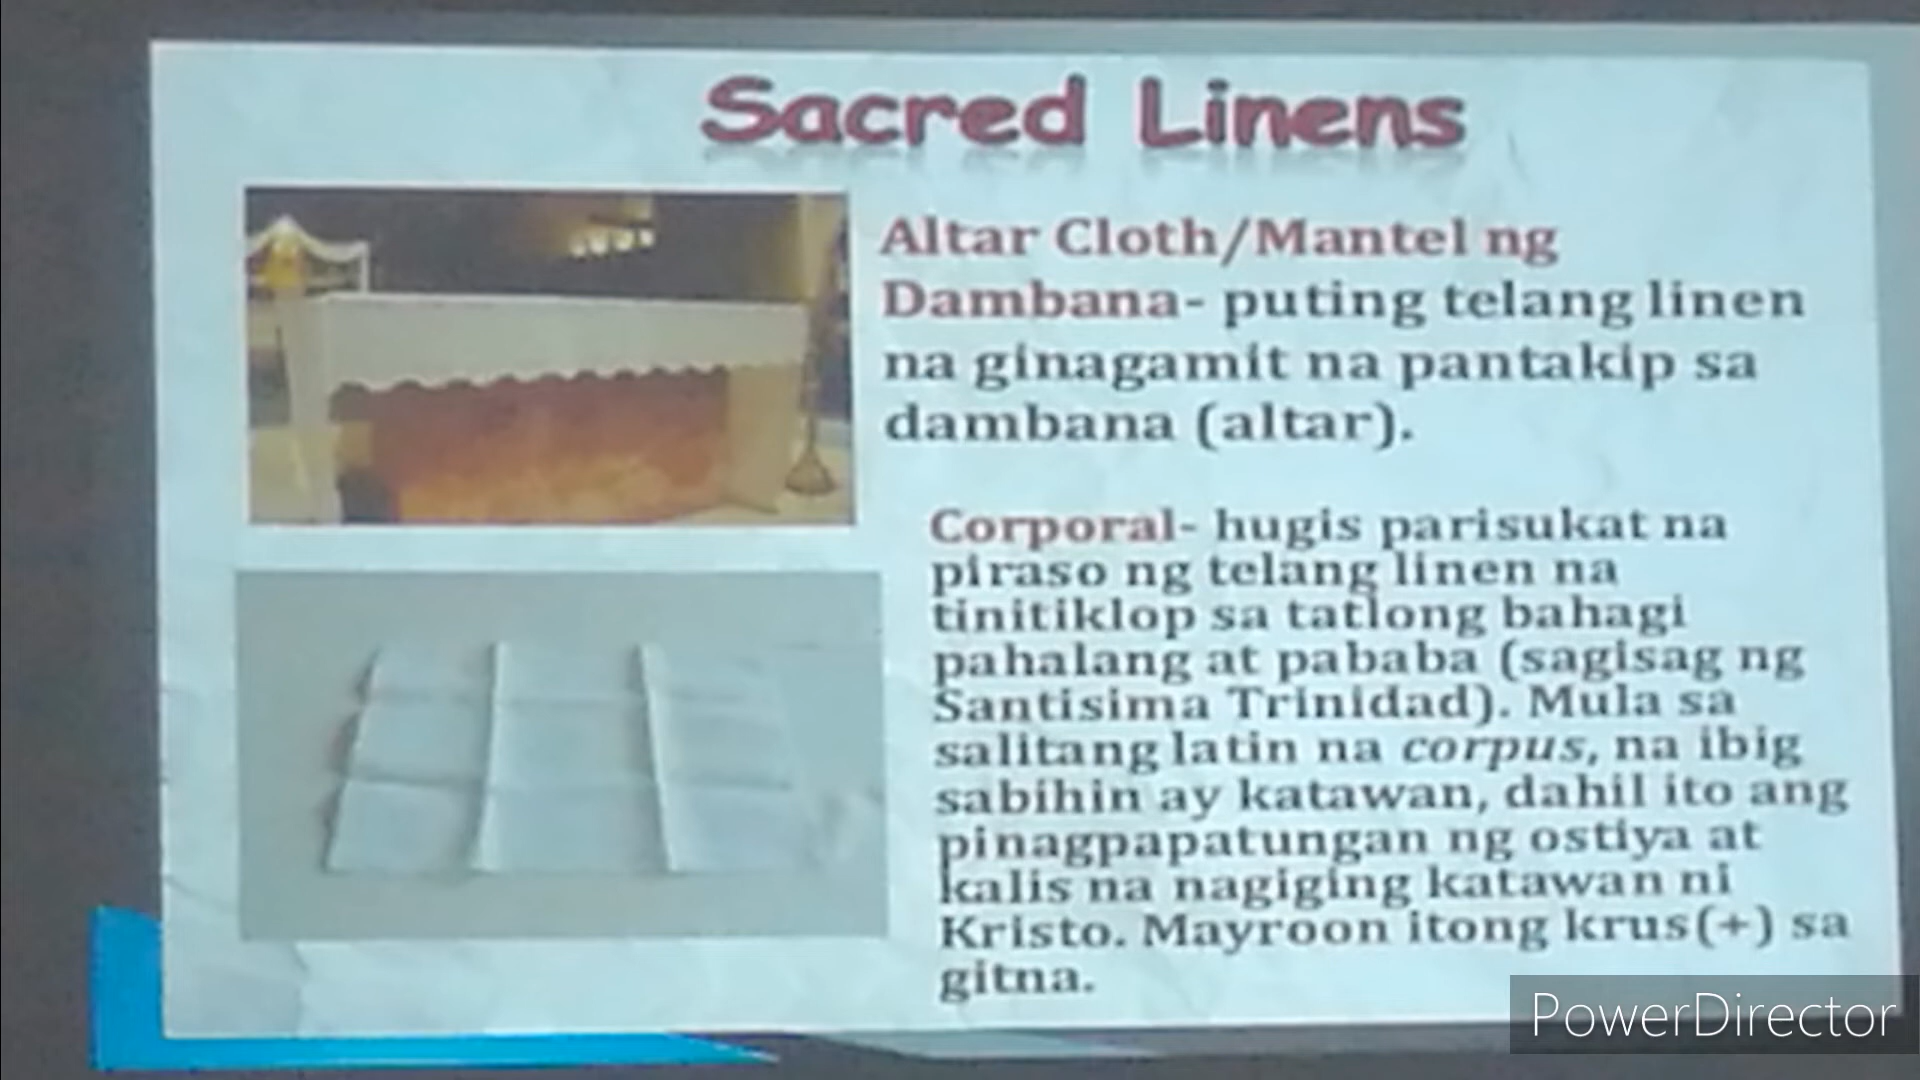 Sacred Linens
Altar Cloth/Mantel ng
Dambana- puting telang linen
na ginagamit na pantakip sa
dambana (altar).
Corporal- hugis parisukat na
piraso ng telang linen na
tinitiklop sa tatlong bahagi
pahalang at pababa (sagisag ng
Santisima Trinidad). Mula sa
salitang latin na corpus, na ibig
sabihin ay katawan, dahil ito ang
pinagpapatungan ng ostiya at
kalis na nagiging katawan ni
Kristo. Mayroon itong krus(+) sa
gitna.
PowerDirector